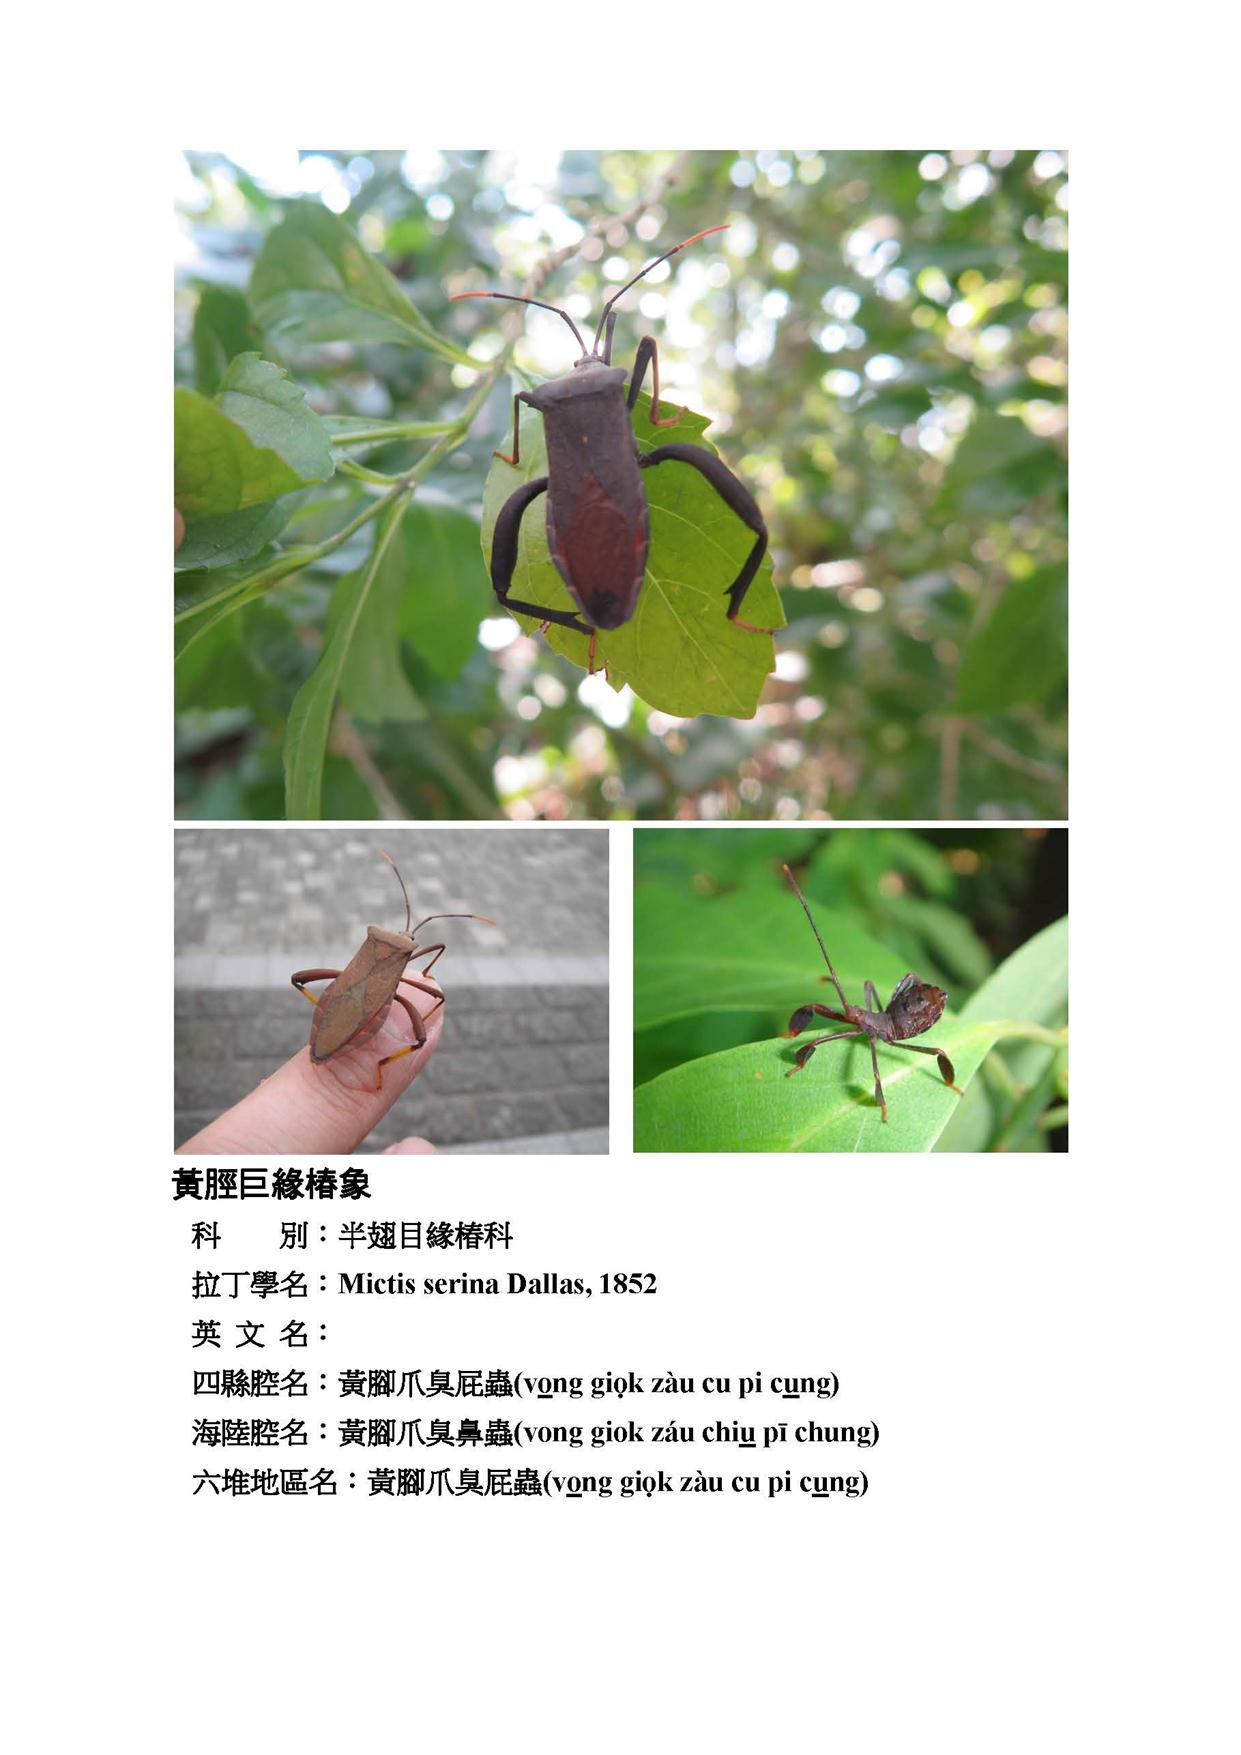 黃脛巨緣椿象
科　　別：半翅目緣椿科
拉丁學名：Mictis serina Dallas, 1852
英 文 名：
四縣腔名：黃腳爪臭屁蟲(vo̲ng giọk zàu cu pi cu̲ng)
海陸腔名：黃腳爪臭鼻蟲(vong giok záu chiu̲ pī chung)
六堆地區名：黃腳爪臭屁蟲(vo̲ng giọk zàu cu pi cu̲ng)